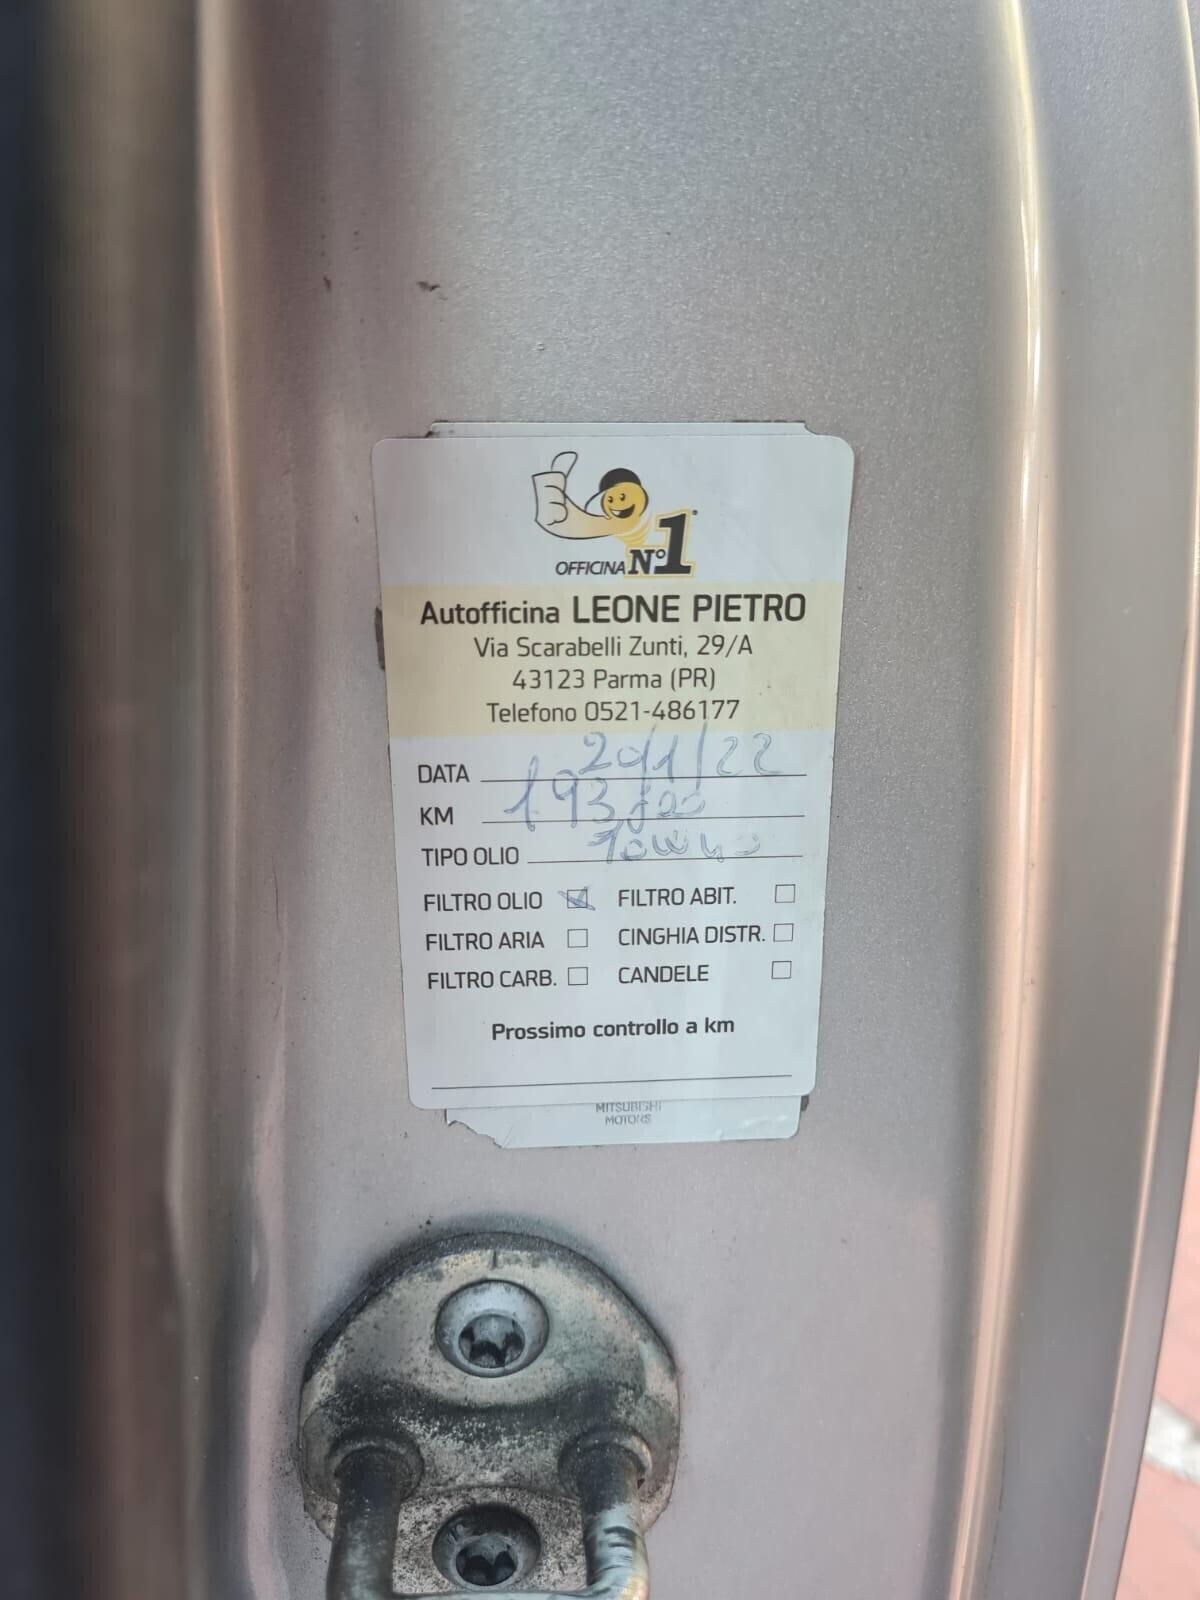 OFFICINA N°1
Autofficina LEONE PIETRO
Via Scarabelli Zunti, 29/A
43123 Parma (PR)
Telefono 0521-486177
DATA 20/1/22
KM
TIPO OLIO 10W40
FILTRO OLIO FILTRO ABIT.
FILTRO ARIA CINGHIA DISTR.
FILTRO CARB. CANDELE
Prossimo controllo a km
MITSUBISHI
MOTORS